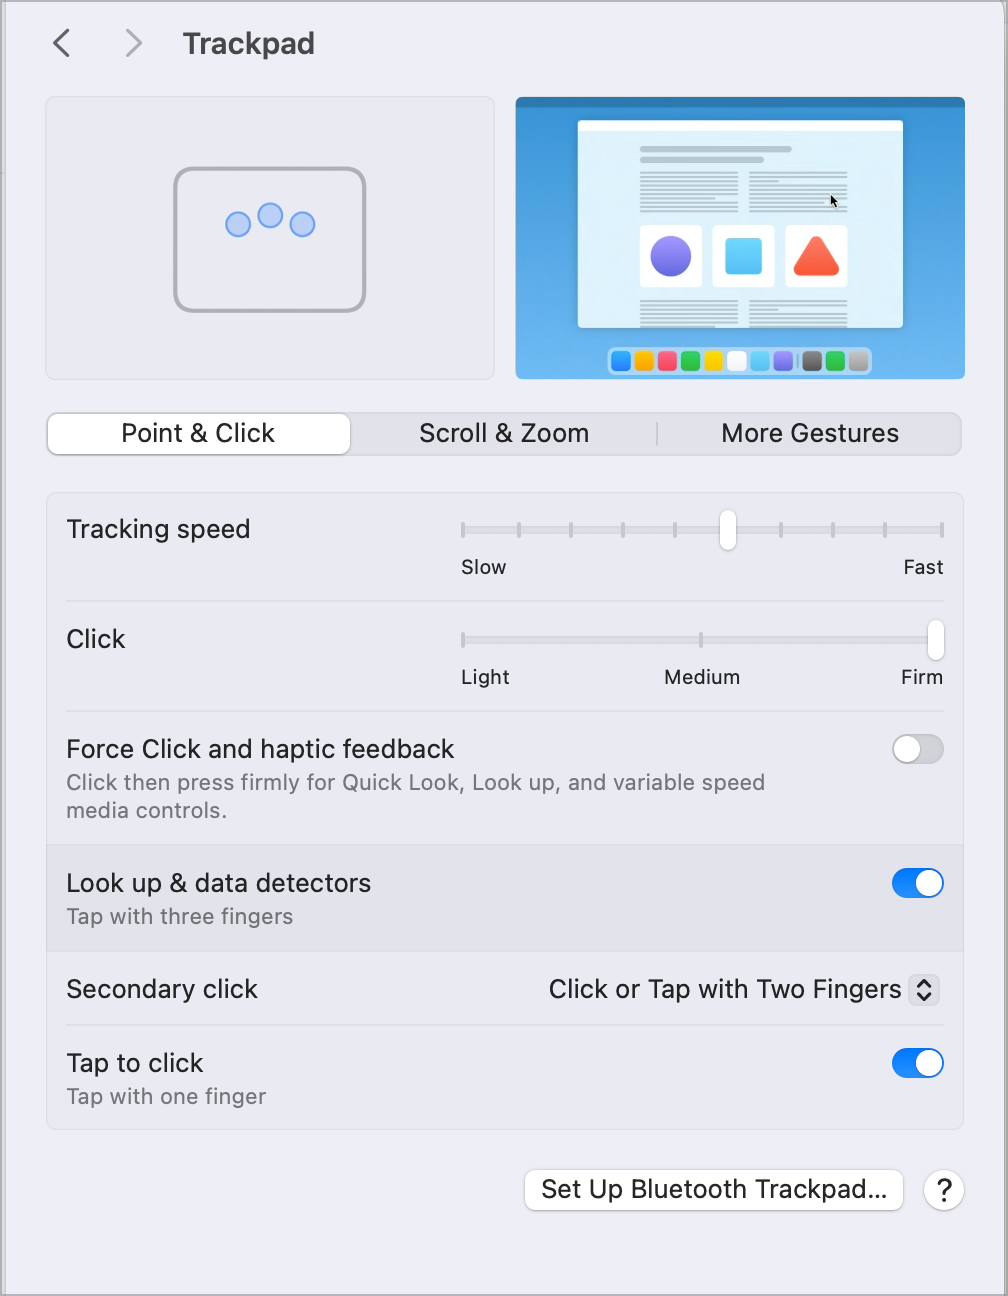 Trackpad
Point & Click
Scroll & Zoom
More Gestures
Tracking speed
Slow
Fast
Click
Light
Medium
Firm
Force Click and haptic feedback
Click then press firmly for Quick Look, Look up, and variable speed
media controls.
Look up & data detectors
Tap with three fingers
Secondary click
Click or Tap with Two Fingers
Tap to click
Tap with one finger
Set Up Bluetooth Trackpad...
?